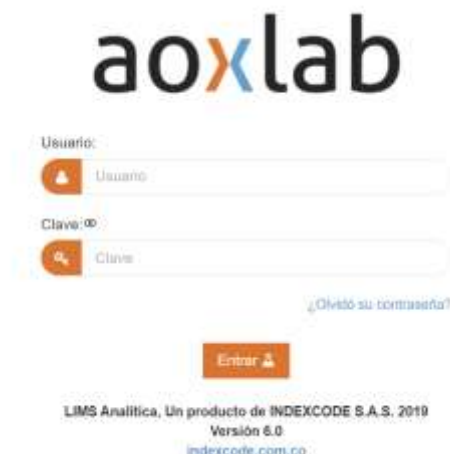 aoxlab
Usuario:
Usuario
Clave:
Clave
¿Olvidó su contraseña?
Entrar
LIMS Analítica, Un producto de INDEXCODE S.A.S. 2019
Versión 6.0
indexcode.com.co